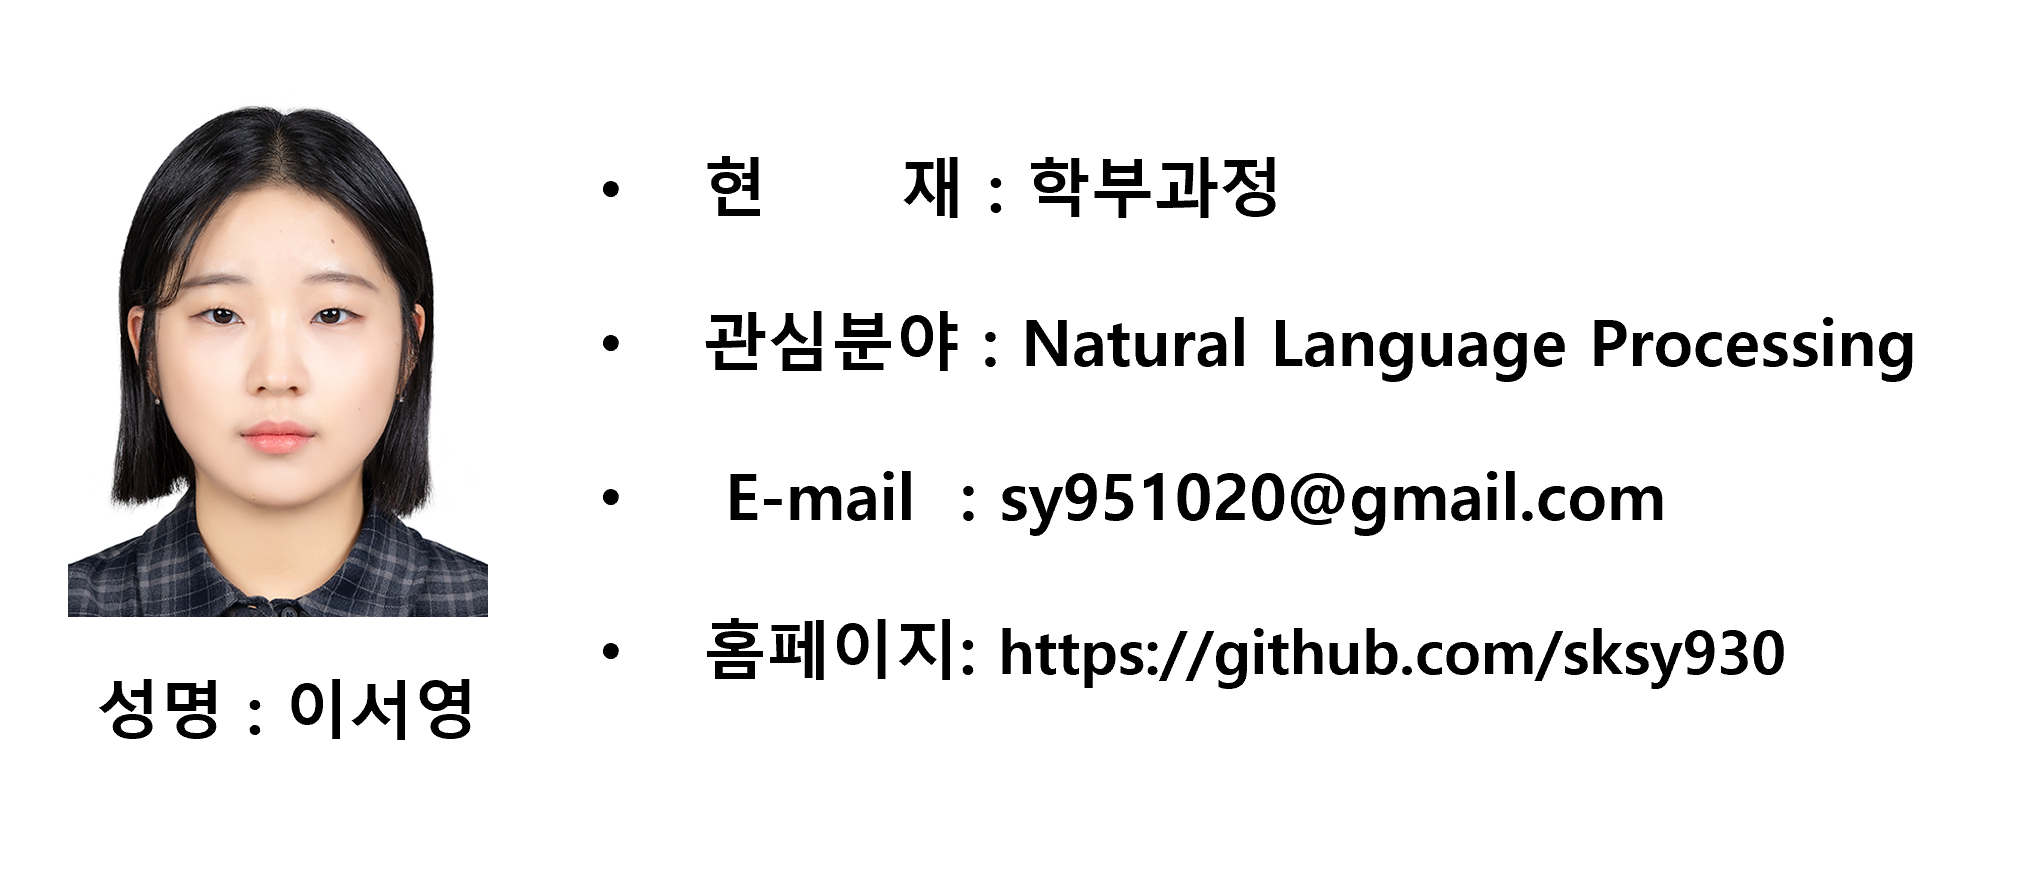 현 재 : 학부과정
관심분야 : Natural Language Processing
E-mail : sy951020@gmail.com
홈페이지: https://github.com/sksy930
성명 : 이서영